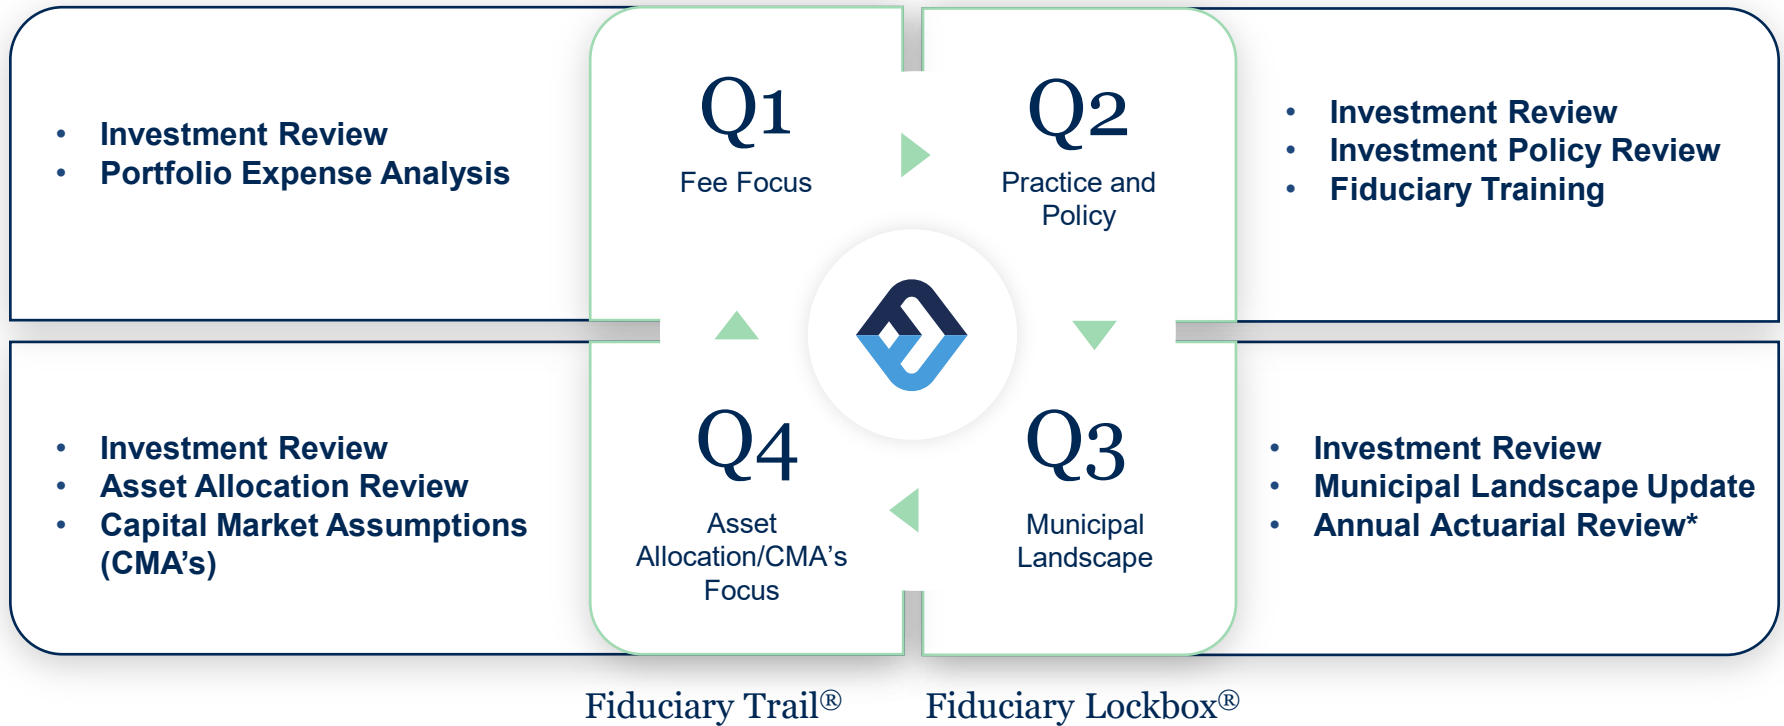 • Investment Review
• Portfolio Expense Analysis
Q1
Fee Focus
Q2
Practice and
Policy
• Investment Review
• Investment Policy Review
• Fiduciary Training
• Investment Review
• Asset Allocation Review
• Capital Market Assumptions
(CMA’s)
Q4
Asset
Allocation/CMA’s
Focus
Q3
Municipal
Landscape
• Investment Review
• Municipal Landscape Update
• Annual Actuarial Review*
Fiduciary Trail®
Fiduciary Lockbox®